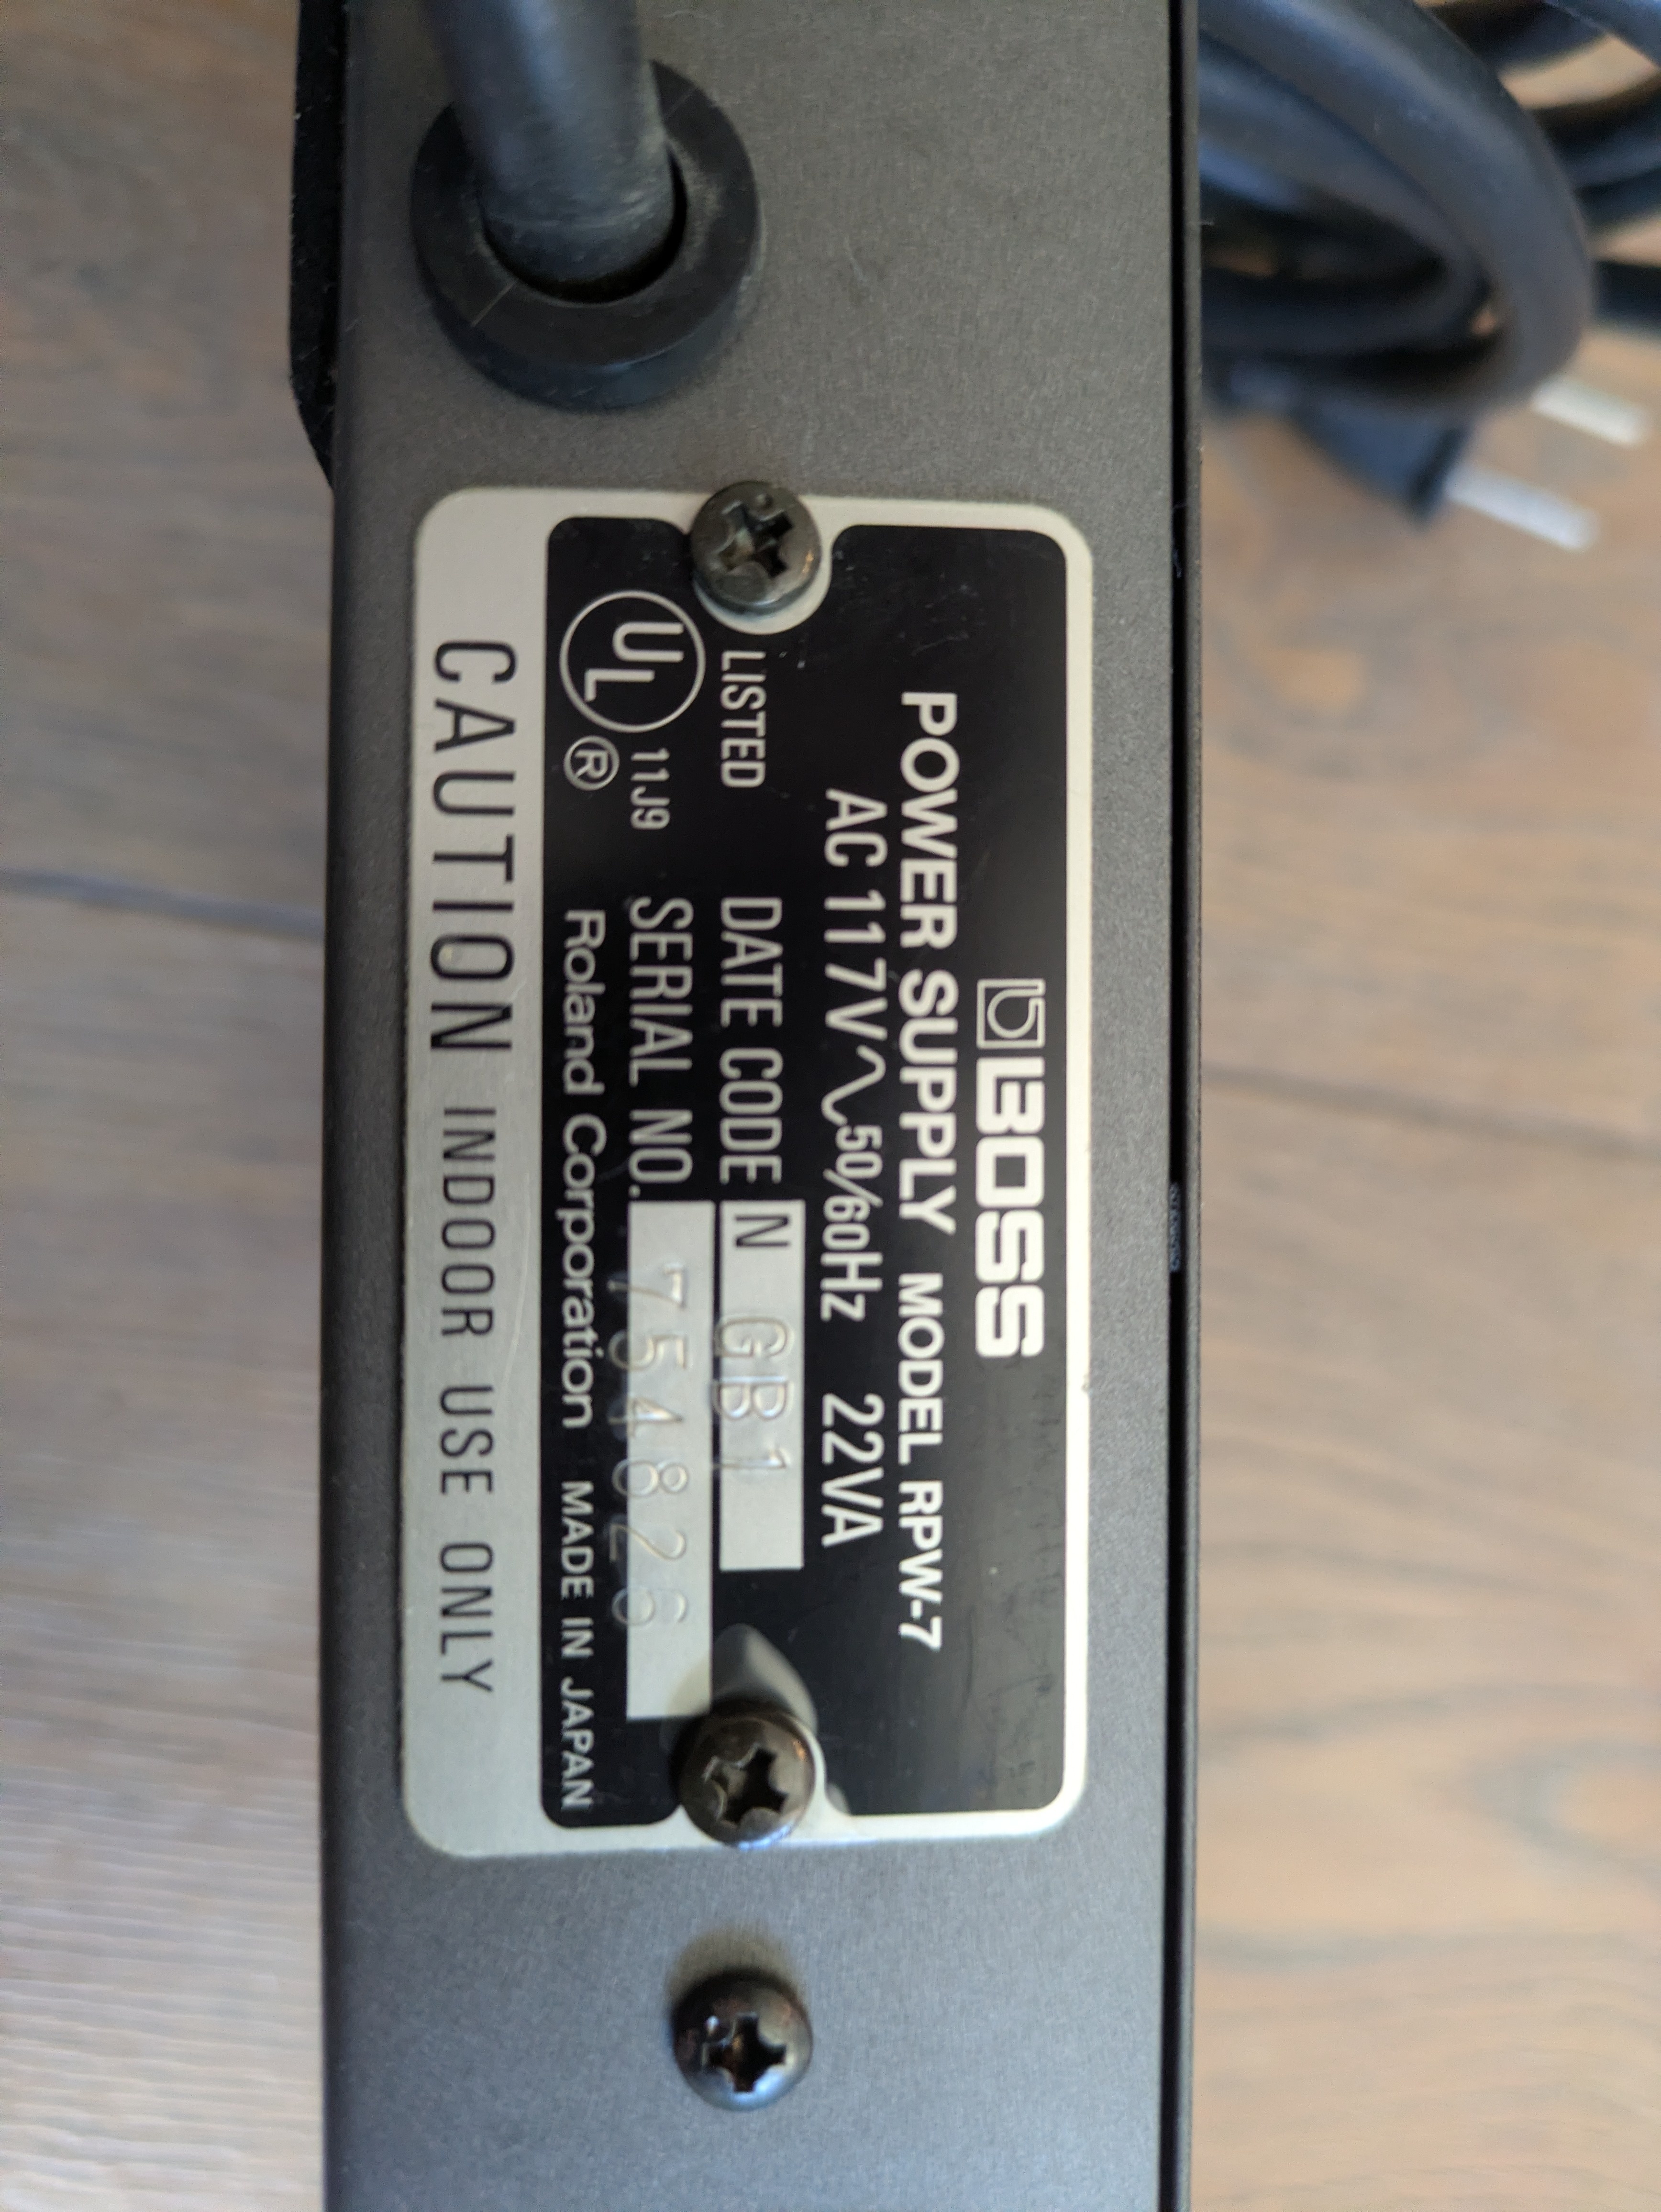 BOSS
POWER SUPPLY MODEL RPW-7
AC 117V 50/60Hz 22VA
LISTED DATE CODE N GB1
UL 11J9 SERIAL NO. 754826
® Roland Corporation MADE IN JAPAN
CAUTION INDOOR USE ONLY